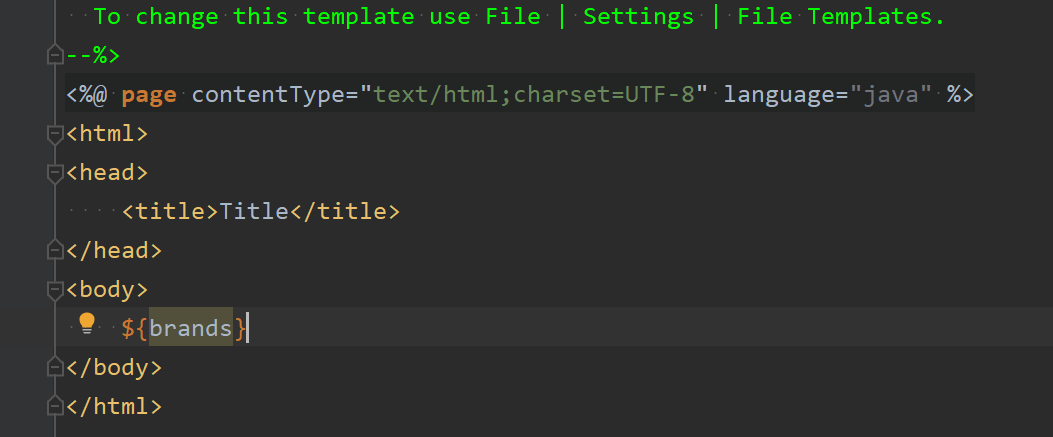 To change this template use File | Settings | File Templates.
--%>
<%@ page contentType="text/html;charset=UTF-8" language="java" %>
<html>
<head>
<title>Title</title>
</head>
<body>
${brands}
</body>
</html>